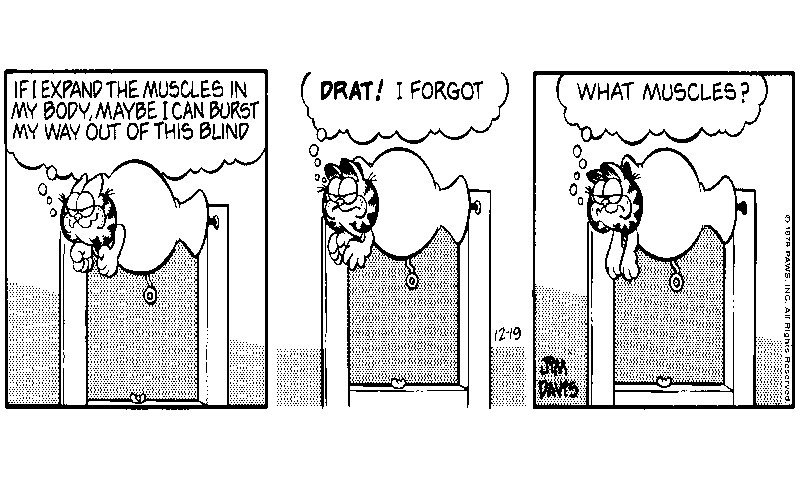 IF I EXPAND THE MUSCLES IN
MY BODY, MAYBE I CAN BURST
MY WAY OUT OF THIS BLIND
DRAT! I FORGOT
12-19
WHAT MUSCLES?
JIM
DAVIS
© 1978 PAWS, INC. All Rights Reserved